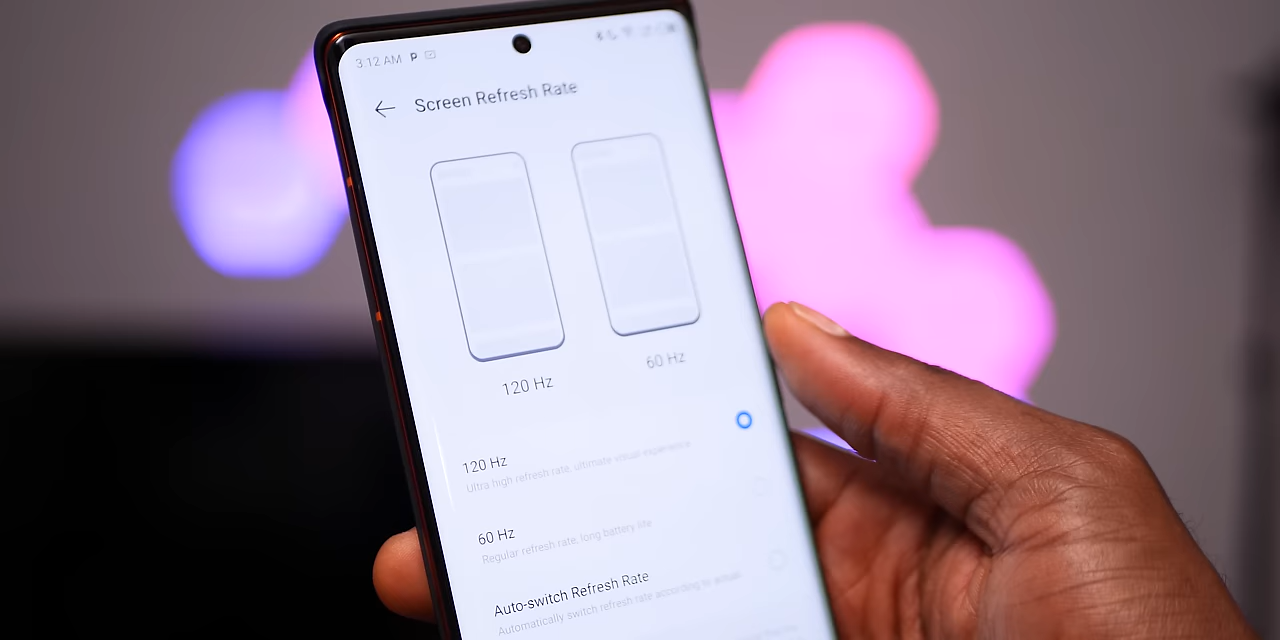 3:12 AM P
Screen Refresh Rate
120 Hz
60 Hz
120 Hz
Ultra high refresh rate, ultimate visual experience
60 Hz
Regular refresh rate, long battery life
Auto-switch Refresh Rate
Automatically switch refresh rate according to actual